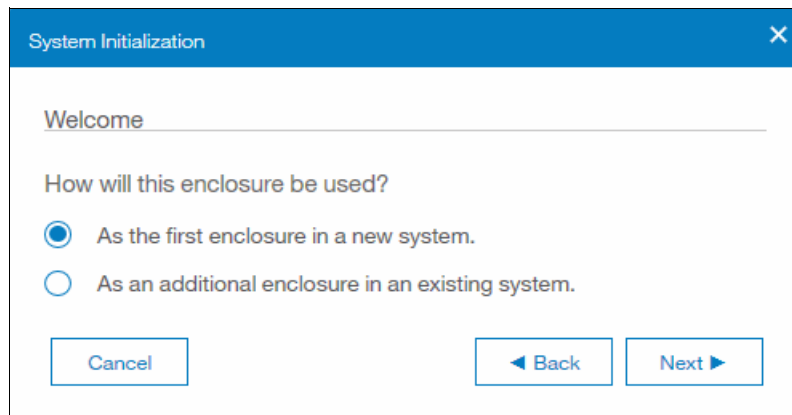 System Initialization
Welcome
How will this enclosure be used?
As the first enclosure in a new system.
As an additional enclosure in an existing system.
Cancel ◄ Back Next ►